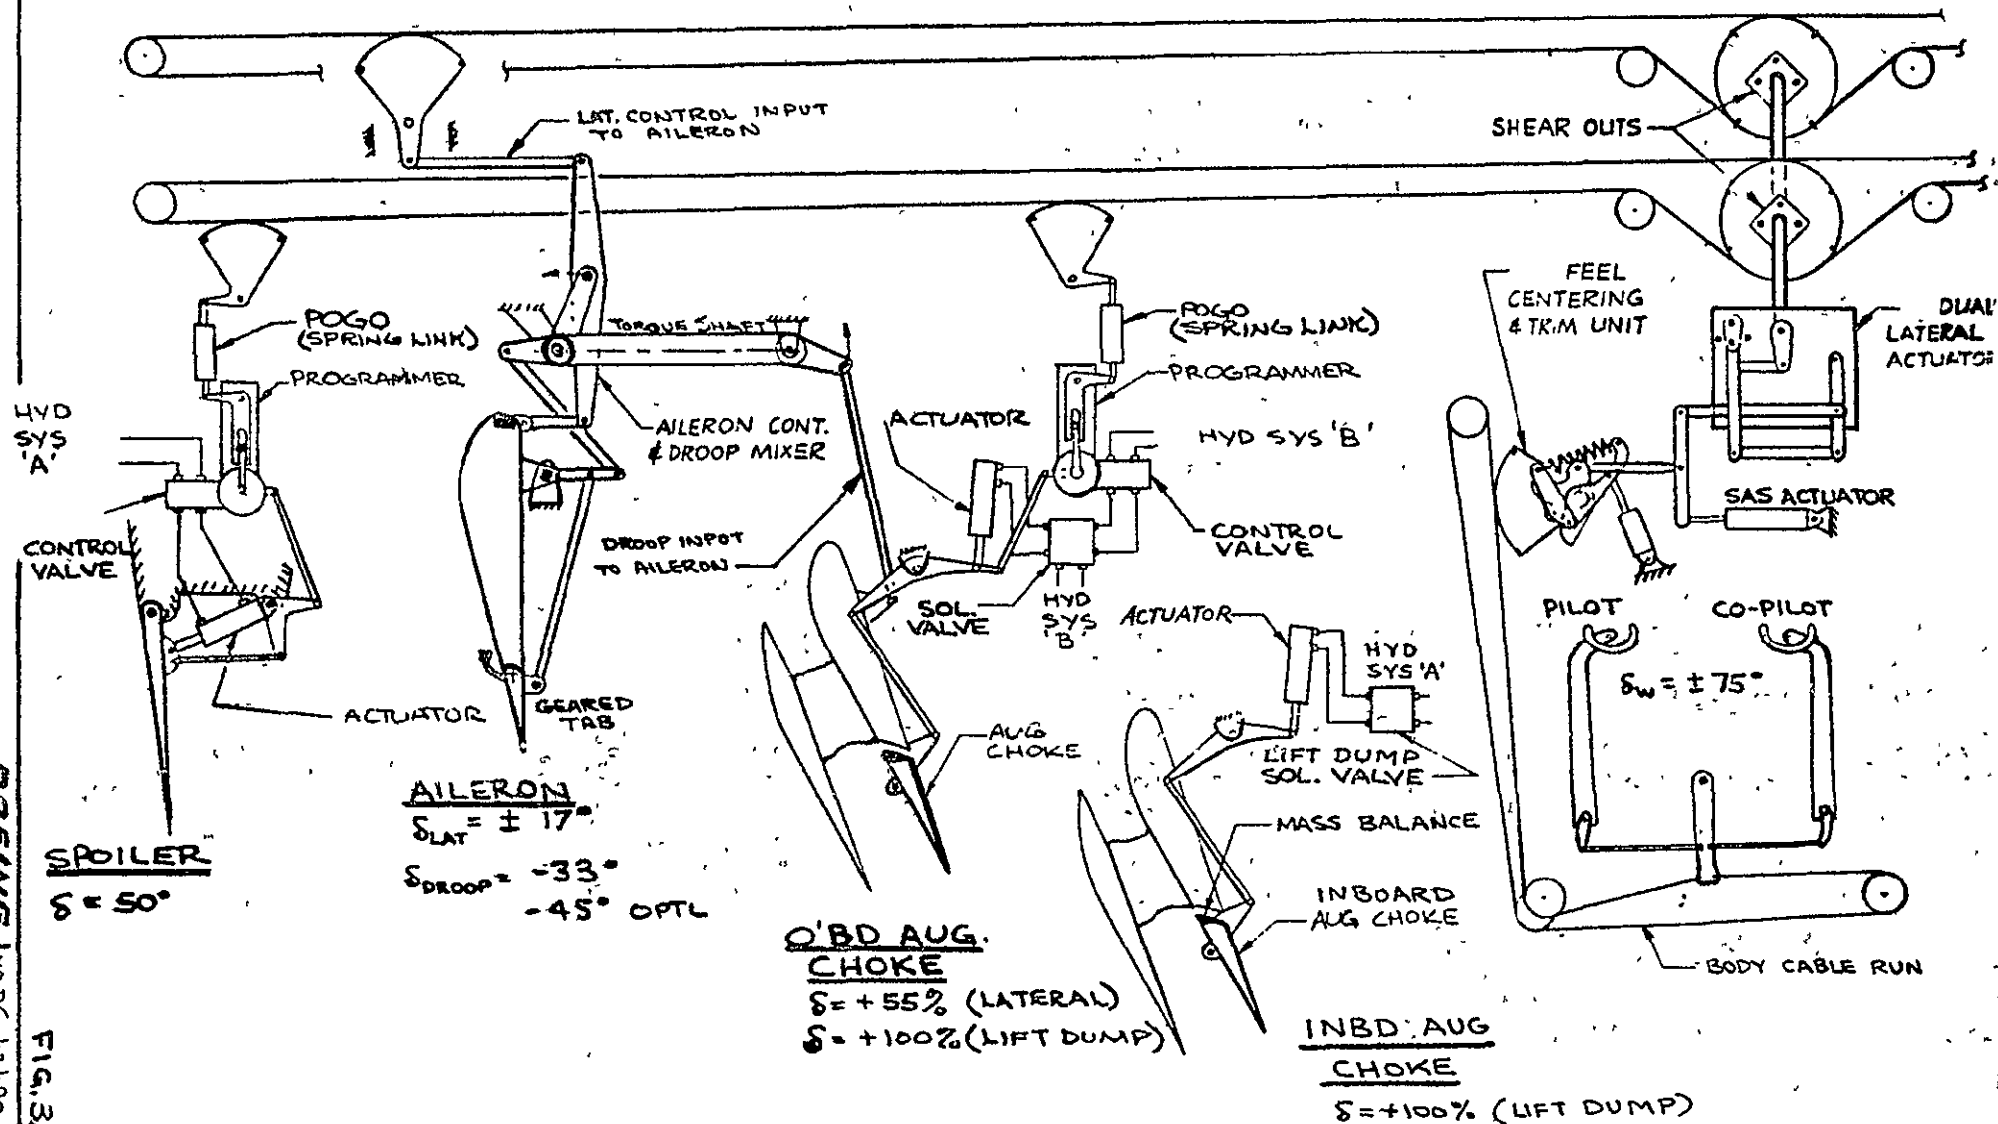 LAT. CONTROL INPUT
TO AILERON
SHEAR OUTS
POGO
(SPRING LINK)
PROGRAMMER
HYD
SYS
'A'
CONTROL
VALVE
ACTUATOR
SPOILER
δ = 50°
TORQUE SHAFT
AILERON CONT.
& DROOP MIXER
DROOP INPUT
TO AILERON
GEARED
TAB
AILERON
δLAT = ± 17°
δDROOP = -33°
-45° OPTL
POGO
(SPRING LINK)
PROGRAMMER
ACTUATOR
HYD SYS 'B'
CONTROL
VALVE
SOL.
VALVE
HYD
SYS
'B'
AUG
CHOKE
O'BD AUG.
CHOKE
δ = +55% (LATERAL)
δ = +100% (LIFT DUMP)
ACTUATOR
HYD
SYS 'A'
LIFT DUMP
SOL. VALVE
MASS BALANCE
INBOARD
AUG CHOKE
INBD. AUG
CHOKE
δ = +100% (LIFT DUMP)
FEEL
CENTERING
& TRIM UNIT
DUAL
LATERAL
SAS ACTUATOR
PILOT
CO-PILOT
δw = ± 75°
BODY CABLE RUN
FIG. 3